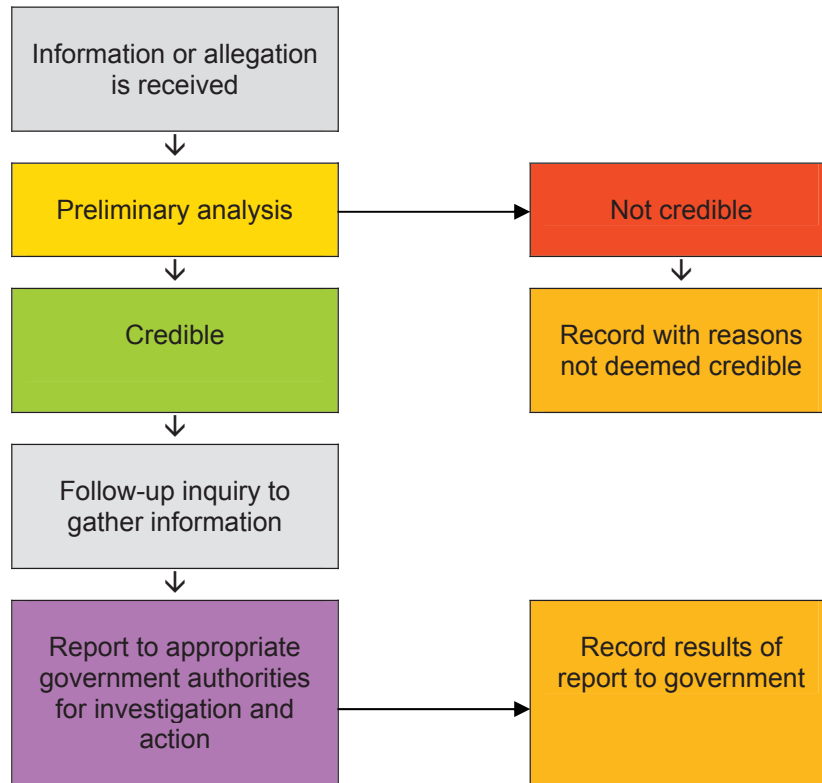 Information or allegation
is received
Preliminary analysis
Not credible
Credible
Record with reasons
not deemed credible
Follow-up inquiry to
gather information
Report to appropriate
government authorities
for investigation and
action
Record results of
report to government